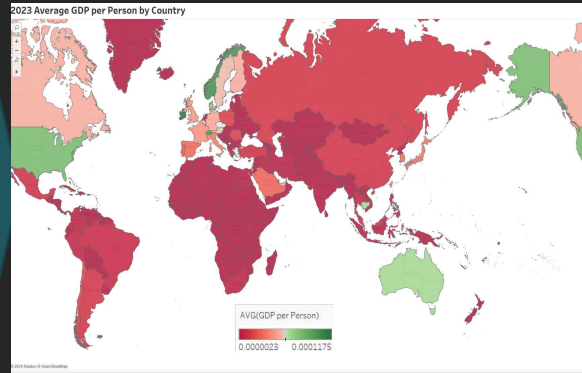 2023 Average GDP per Person by Country
AVG(GDP per Person)
0.0000023 0.0001175
© 2024 Mapbox © OpenStreetMap